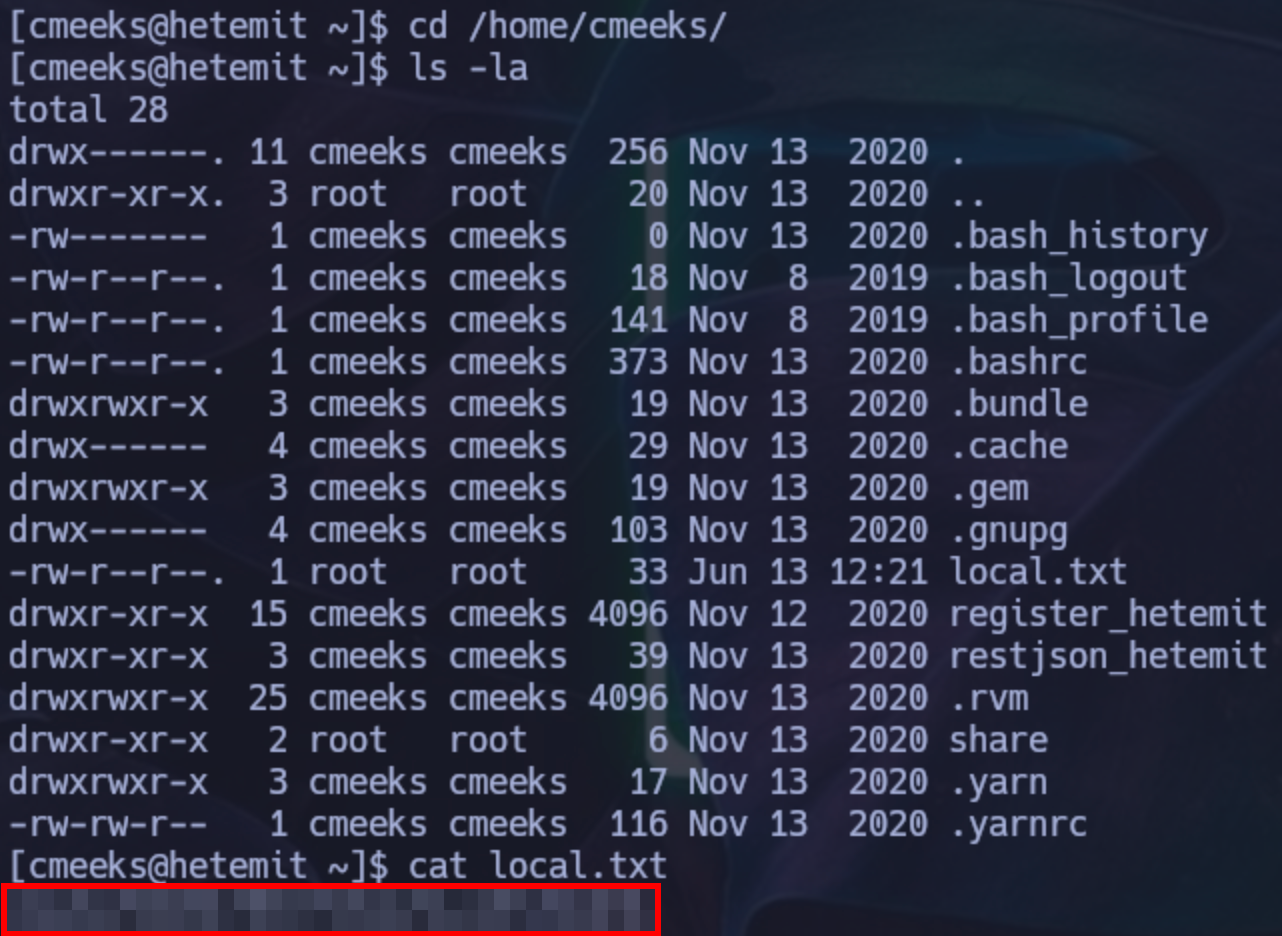 [cmeeks@hetemit ~]$ cd /home/cmeeks/
[cmeeks@hetemit ~]$ ls -la
total 28
drwx------. 11 cmeeks cmeeks  256 Nov 13  2020 .
drwxr-xr-x.  3 root   root     20 Nov 13  2020 ..
-rw-------   1 cmeeks cmeeks    0 Nov 13  2020 .bash_history
-rw-r--r--.  1 cmeeks cmeeks   18 Nov  8  2019 .bash_logout
-rw-r--r--.  1 cmeeks cmeeks  141 Nov  8  2019 .bash_profile
-rw-r--r--.  1 cmeeks cmeeks  373 Nov 13  2020 .bashrc
drwxrwxr-x   3 cmeeks cmeeks   19 Nov 13  2020 .bundle
drwx------   4 cmeeks cmeeks   29 Nov 13  2020 .cache
drwxrwxr-x   3 cmeeks cmeeks   19 Nov 13  2020 .gem
drwx------   4 cmeeks cmeeks  103 Nov 13  2020 .gnupg
-rw-r--r--.  1 root   root     33 Jun 13 12:21 local.txt
drwxr-xr-x  15 cmeeks cmeeks 4096 Nov 12  2020 register_hetemit
drwxr-xr-x   3 cmeeks cmeeks   39 Nov 13  2020 restjson_hetemit
drwxrwxr-x  25 cmeeks cmeeks 4096 Nov 13  2020 .rvm
drwxr-xr-x   2 root   root      6 Nov 13  2020 share
drwxrwxr-x   3 cmeeks cmeeks   17 Nov 13  2020 .yarn
-rw-rw-r--   1 cmeeks cmeeks  116 Nov 13  2020 .yarnrc
[cmeeks@hetemit ~]$ cat local.txt